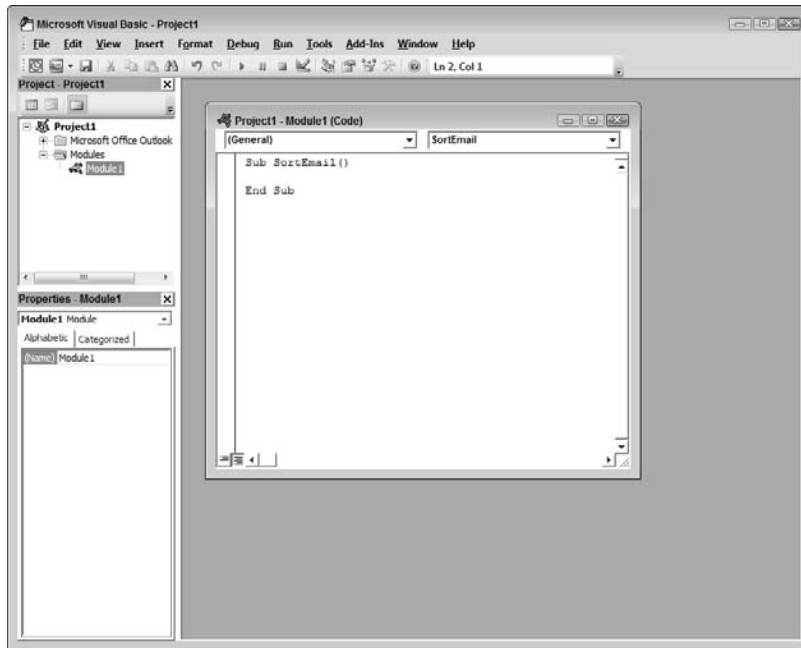 Microsoft Visual Basic - Project1
File Edit View Insert Format Debug Run Tools Add-Ins Window Help
Ln 2, Col 1
Project - Project1
Project1
Microsoft Office Outlook
Modules
Module1
Properties - Module1
Module1 Module
Alphabetic Categorized
(Name) Module1
Project1 - Module1 (Code)
(General) SortEmail
Sub SortEmail()
End Sub